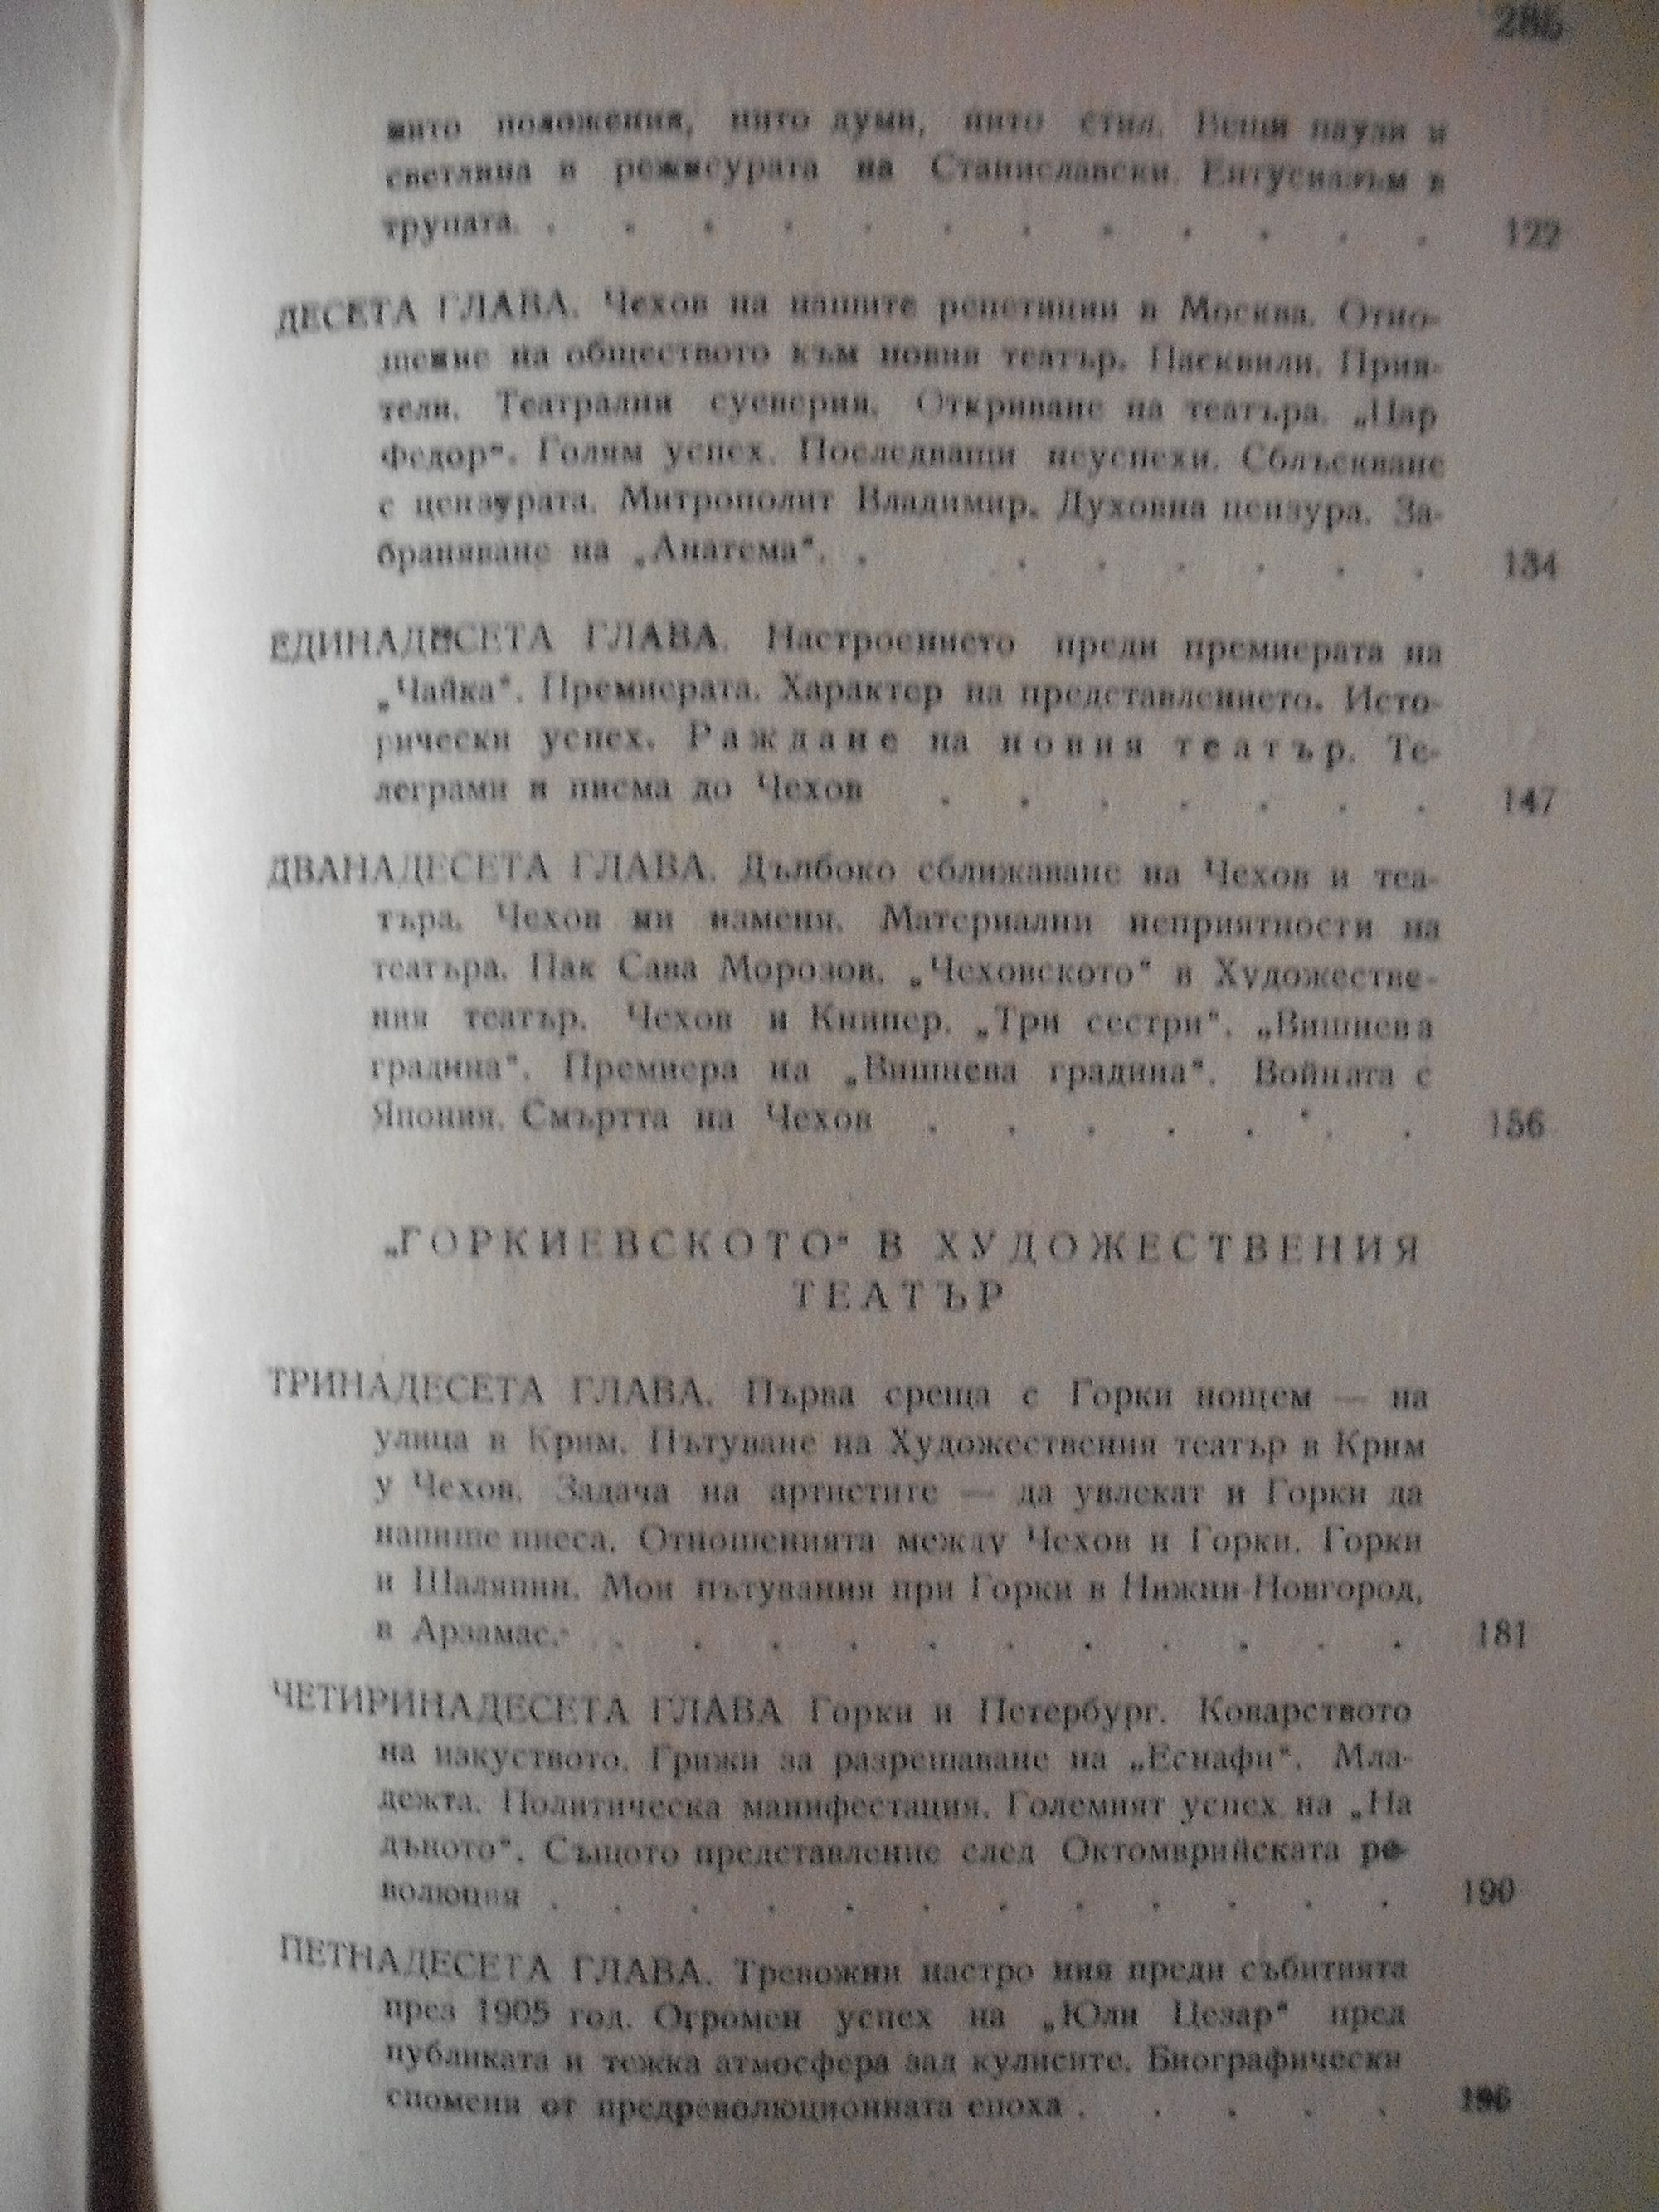 285
нито положения, нито думи, нито стил. Вещи паузи и
светлина в режисурата на Станиславски. Ентусиазъм в
трупата. . . . . . . . . . . . . 122
ДЕСЕТА ГЛАВА. Чехов на нашите репетиции в Москва. Отно-
шение на обществото към новия театър. Пасквили. Прия-
тели. Театрални суеверия. Откриване на театъра. „Цар
Федор“. Голям успех. Последващи неуспехи. Сблъскване
с цензурата. Митрополит Владимир. Духовна цензура. За-
браняване на „Анатема“. . . . . . . . 134
ЕДИНАДЕСЕТА ГЛАВА. Настроението преди премиерата на
„Чайка“. Премиерата. Характер на представлението. Исто-
рически успех. Раждане на новия театър. Те-
леграми и писма до Чехов . . . . . . . 147
ДВАНАДЕСЕТА ГЛАВА. Дълбоко сближаване на Чехов и теа-
търа. Чехов ми измени. Материални неприятности на
театъра. Пак Сава Морозов. „Чеховското“ в Художестве-
ния театър. Чехов и Книпер. „Три сестри“. „Вишнева
градина“. Премиера на „Вишнева градина“. Войната с
Япония. Смъртта на Чехов . . . . . . . 156
„ГОРКИЕВСКОТО“ В ХУДОЖЕСТВЕНИЯ
ТЕАТЪР
ТРИНАДЕСЕТА ГЛАВА. Първа среща с Горки нощем — на
улица в Крим. Пътуване на Художествения театър в Крим
у Чехов. Задача на артистите — да увлекат и Горки да
напише пиеса. Отношенията между Чехов и Горки. Горки
и Шаляпин. Мои пътувания при Горки в Нижни-Новгород,
в Арзамас. . . . . . . . . . . . 181
ЧЕТИРИНАДЕСЕТА ГЛАВА Горки и Петербург. Коварството
на изкуството. Грижи за разрешаване на „Еснафи“. Мла-
дежта. Политическа манифестация. Големият успех на „На
дъното“. Същото представление след Октомврийската ре-
волюция . . . . . . . . . . . . 190
ПЕТНАДЕСЕТА ГЛАВА. Тревожни настро ния преди събитията
през 1905 год. Огромен успех на „Юли Цезар“ пред
публиката и тежка атмосфера зад кулисите. Биографически
спомени от предреволюционната епоха . . . . .